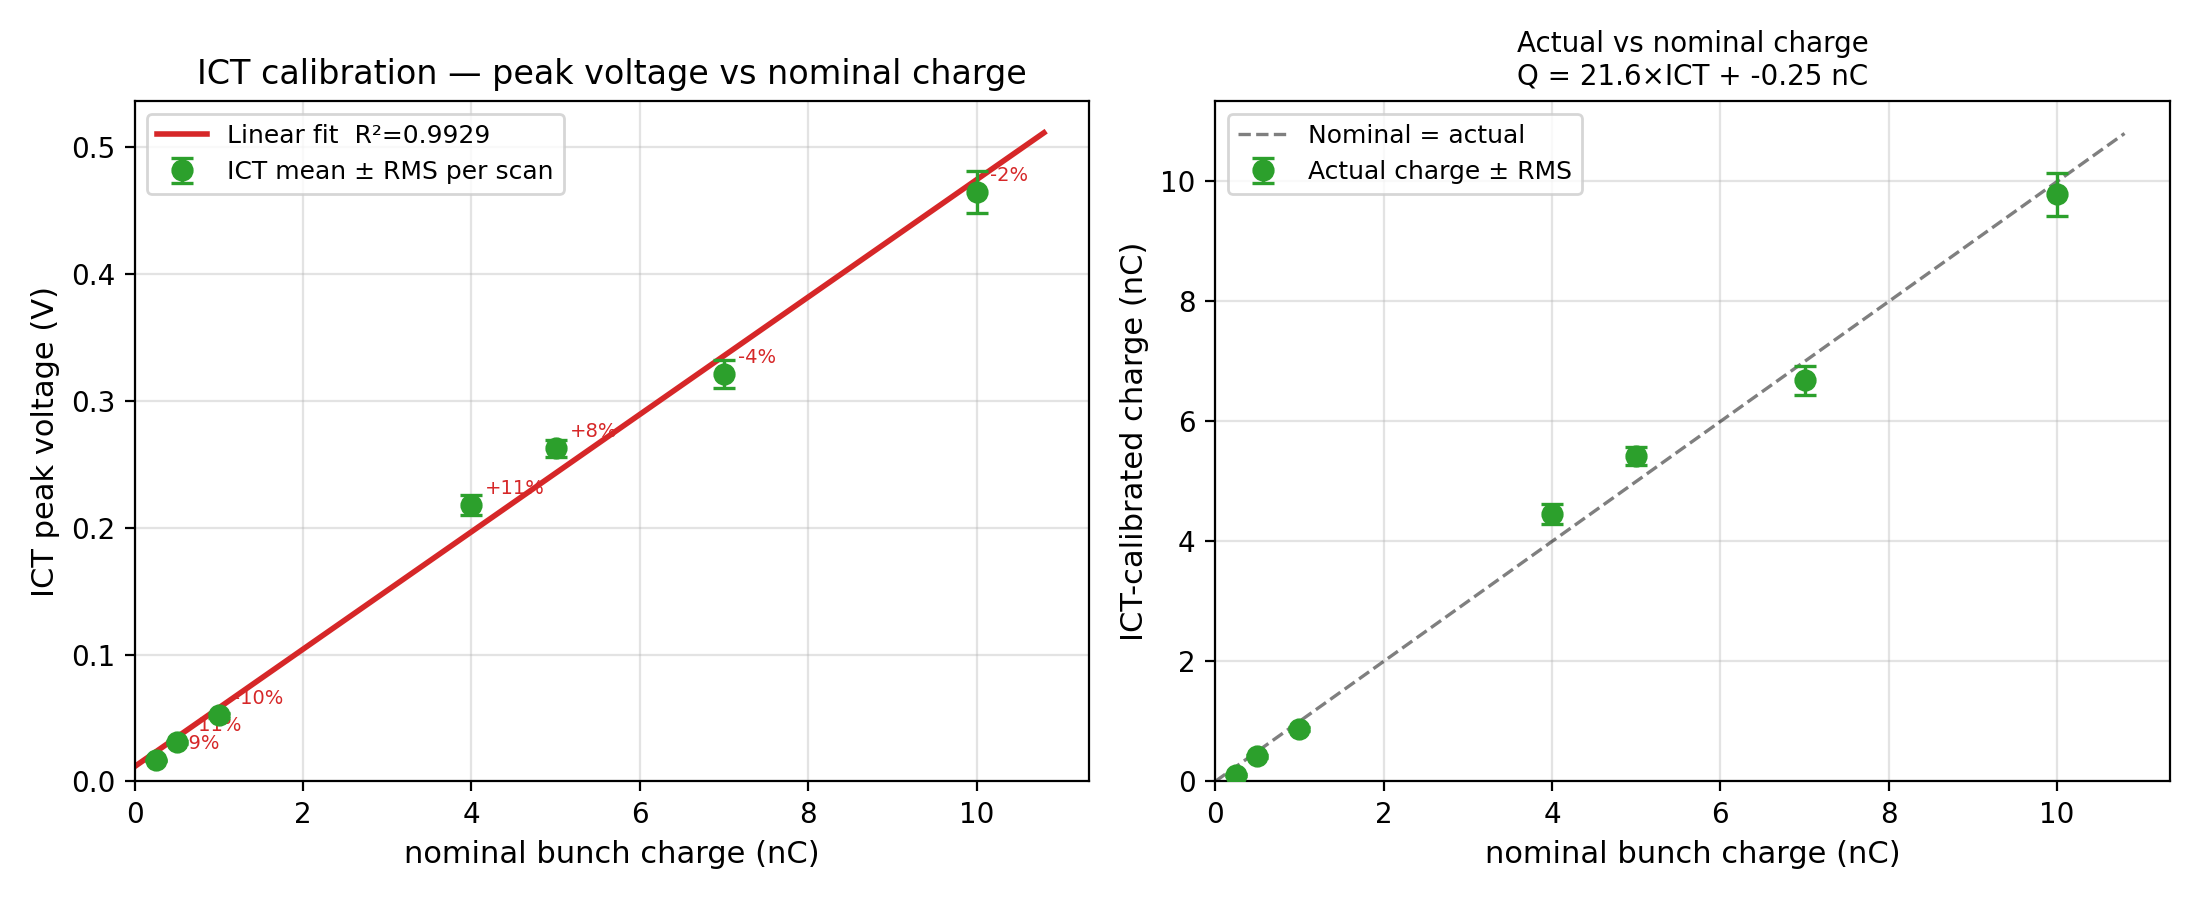 ICT calibration — peak voltage vs nominal charge
Linear fit  R²=0.9929
ICT mean ± RMS per scan
ICT peak voltage (V)
0.5
0.4
0.3
0.2
0.1
0.0
-2%
-4%
+8%
+11%
-10%
11%
9%
0 2 4 6 8 10
nominal bunch charge (nC)
Actual vs nominal charge
Q = 21.6×ICT + -0.25 nC
Nominal = actual
Actual charge ± RMS
ICT-calibrated charge (nC)
10
8
6
4
2
0
0 2 4 6 8 10
nominal bunch charge (nC)